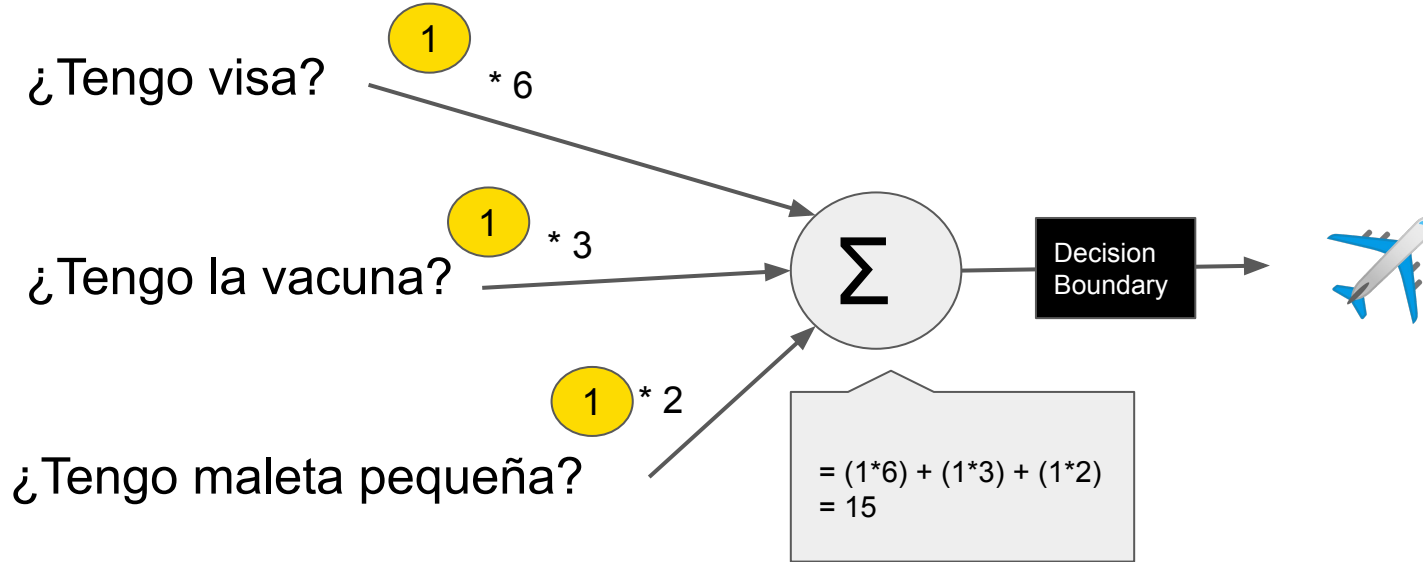 1
¿Tengo visa?
* 6
1
* 3
¿Tengo la vacuna?
Σ
Decision
Boundary
1
* 2
¿Tengo maleta pequeña?
= (1*6) + (1*3) + (1*2)
= 15